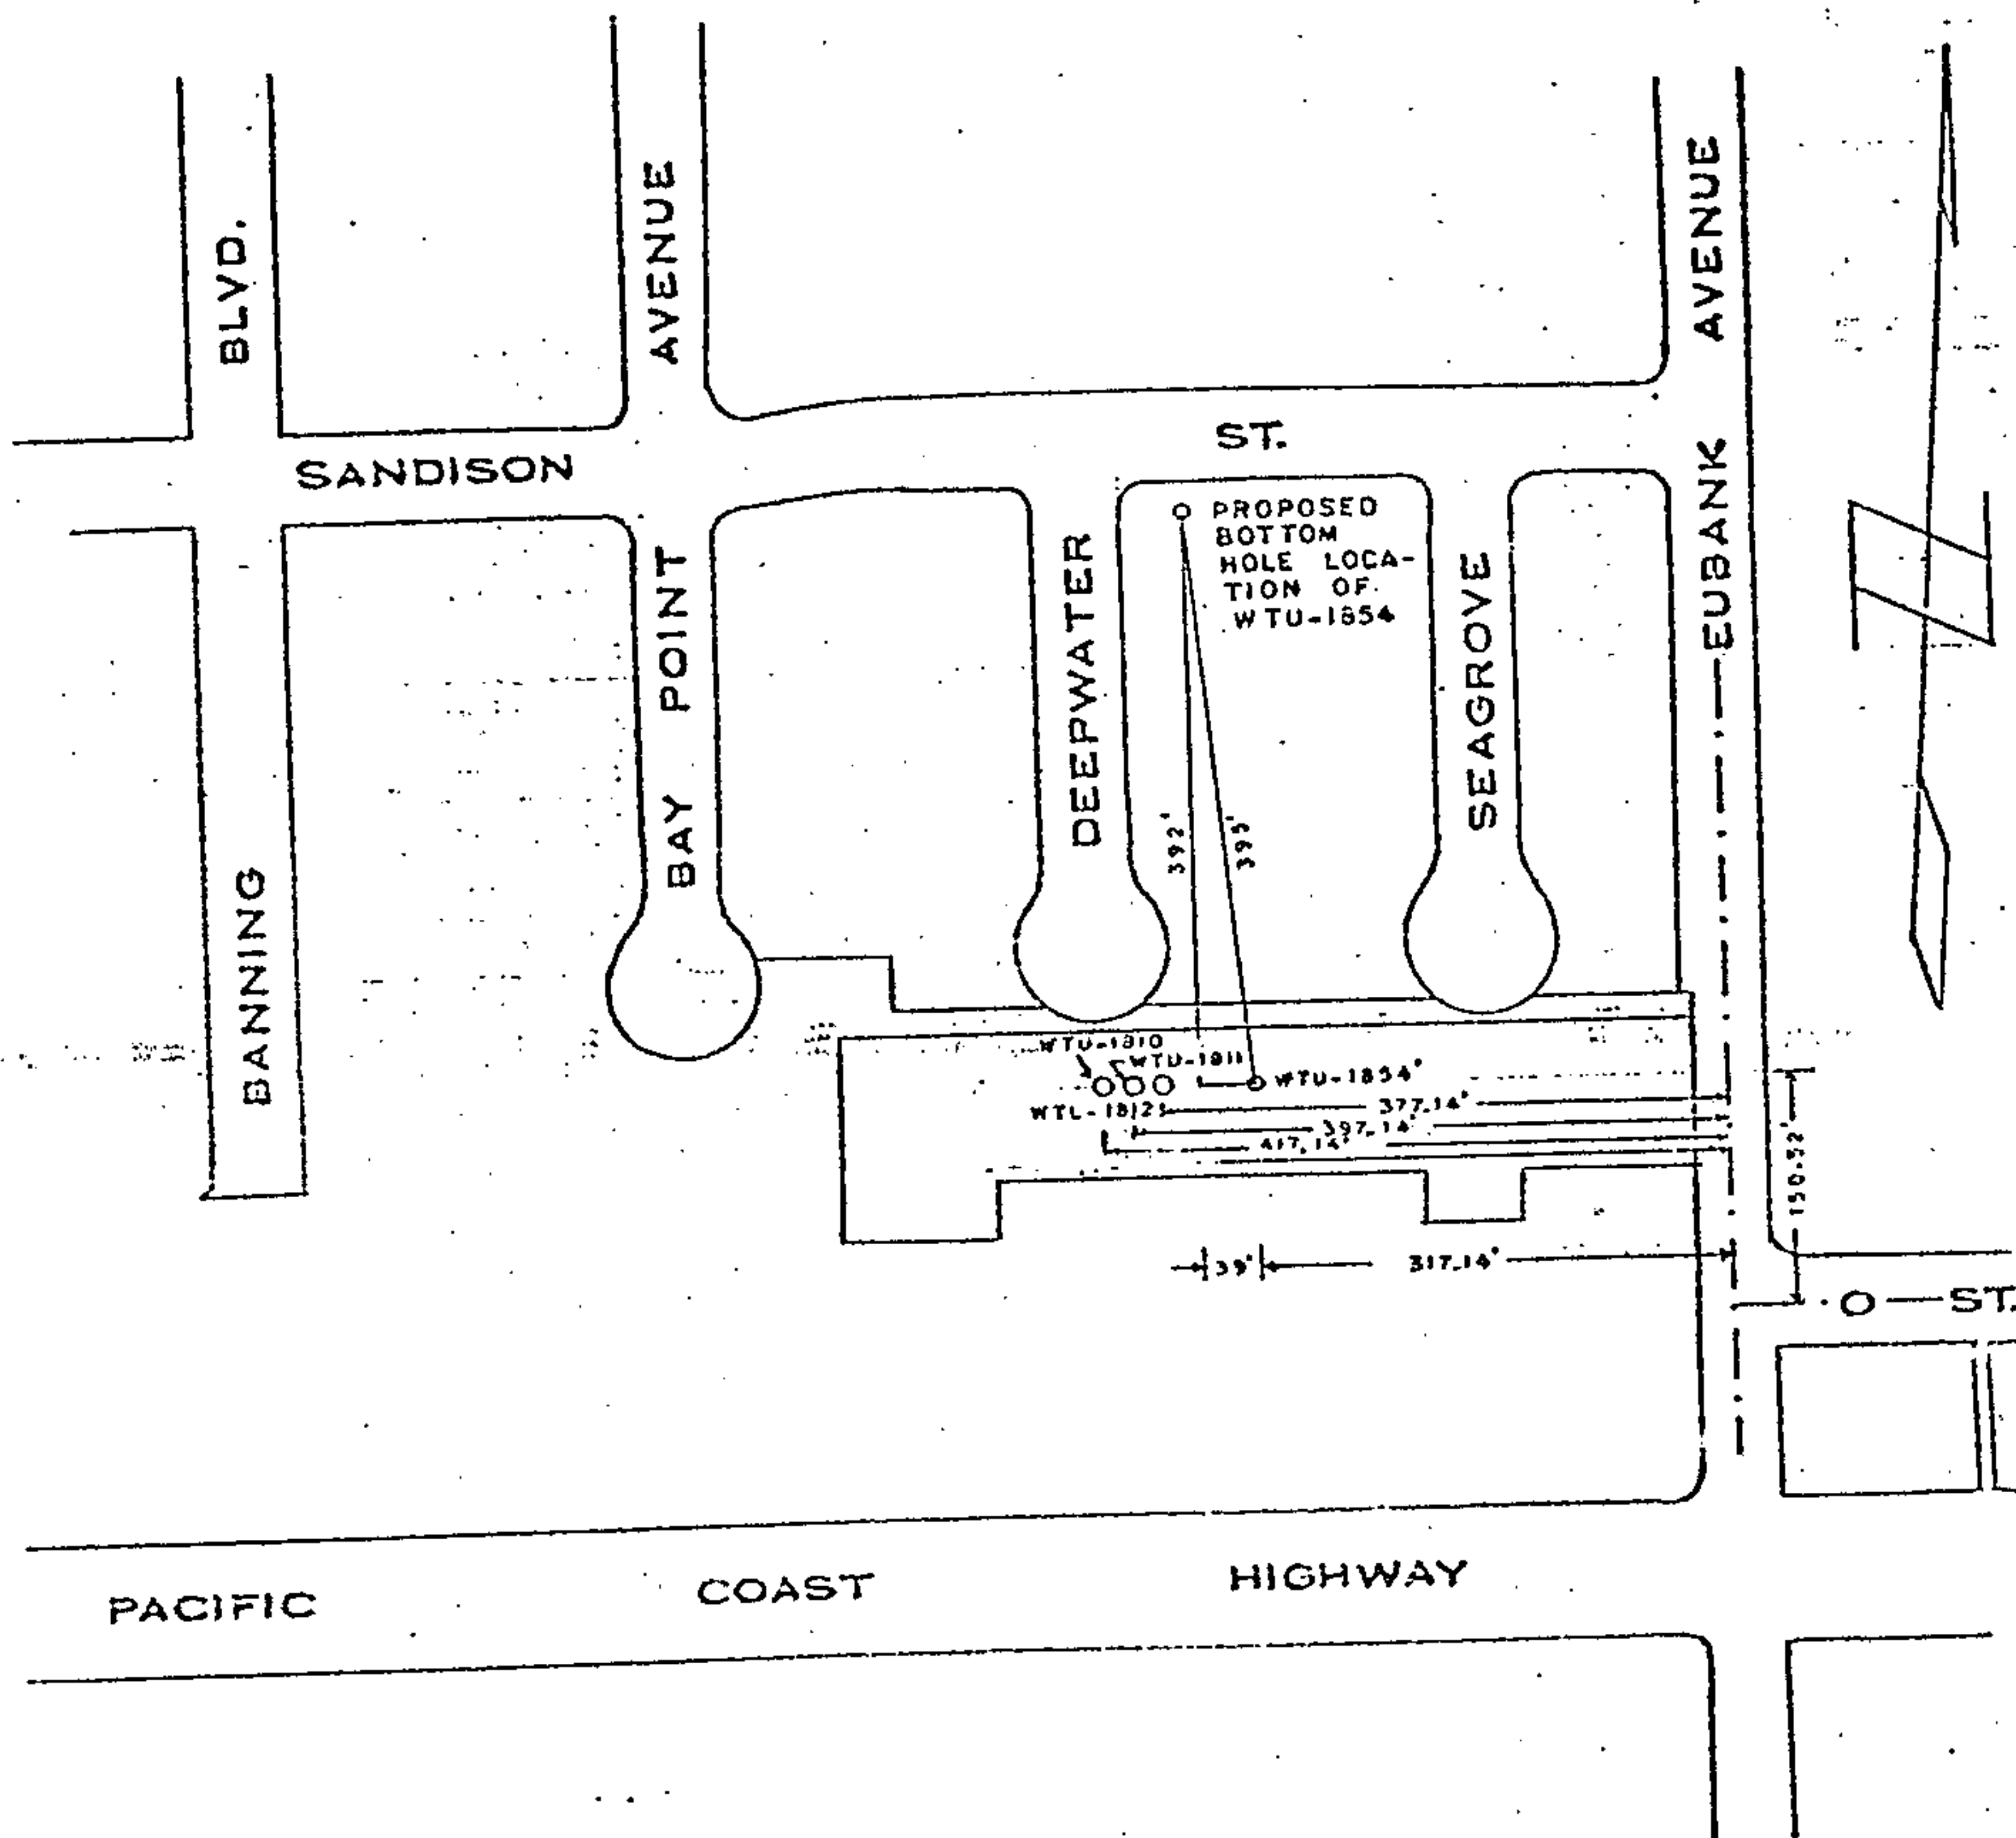 BLVD.
AVENUE
AVENUE
SANDISON
ST.
EUBANK
PROPOSED
BOTTOM
HOLE LOCA-
TION OF
WTU-1854
BAY POINT
DEEPWATER
SEAGROVE
BANNING
392'
395'
WTU-1810
WTU-1811
WTU-1854
WTL-1812
377.14'
397.14'
417.14'
150.52'
39'
317.14'
O ST.
PACIFIC COAST HIGHWAY
N